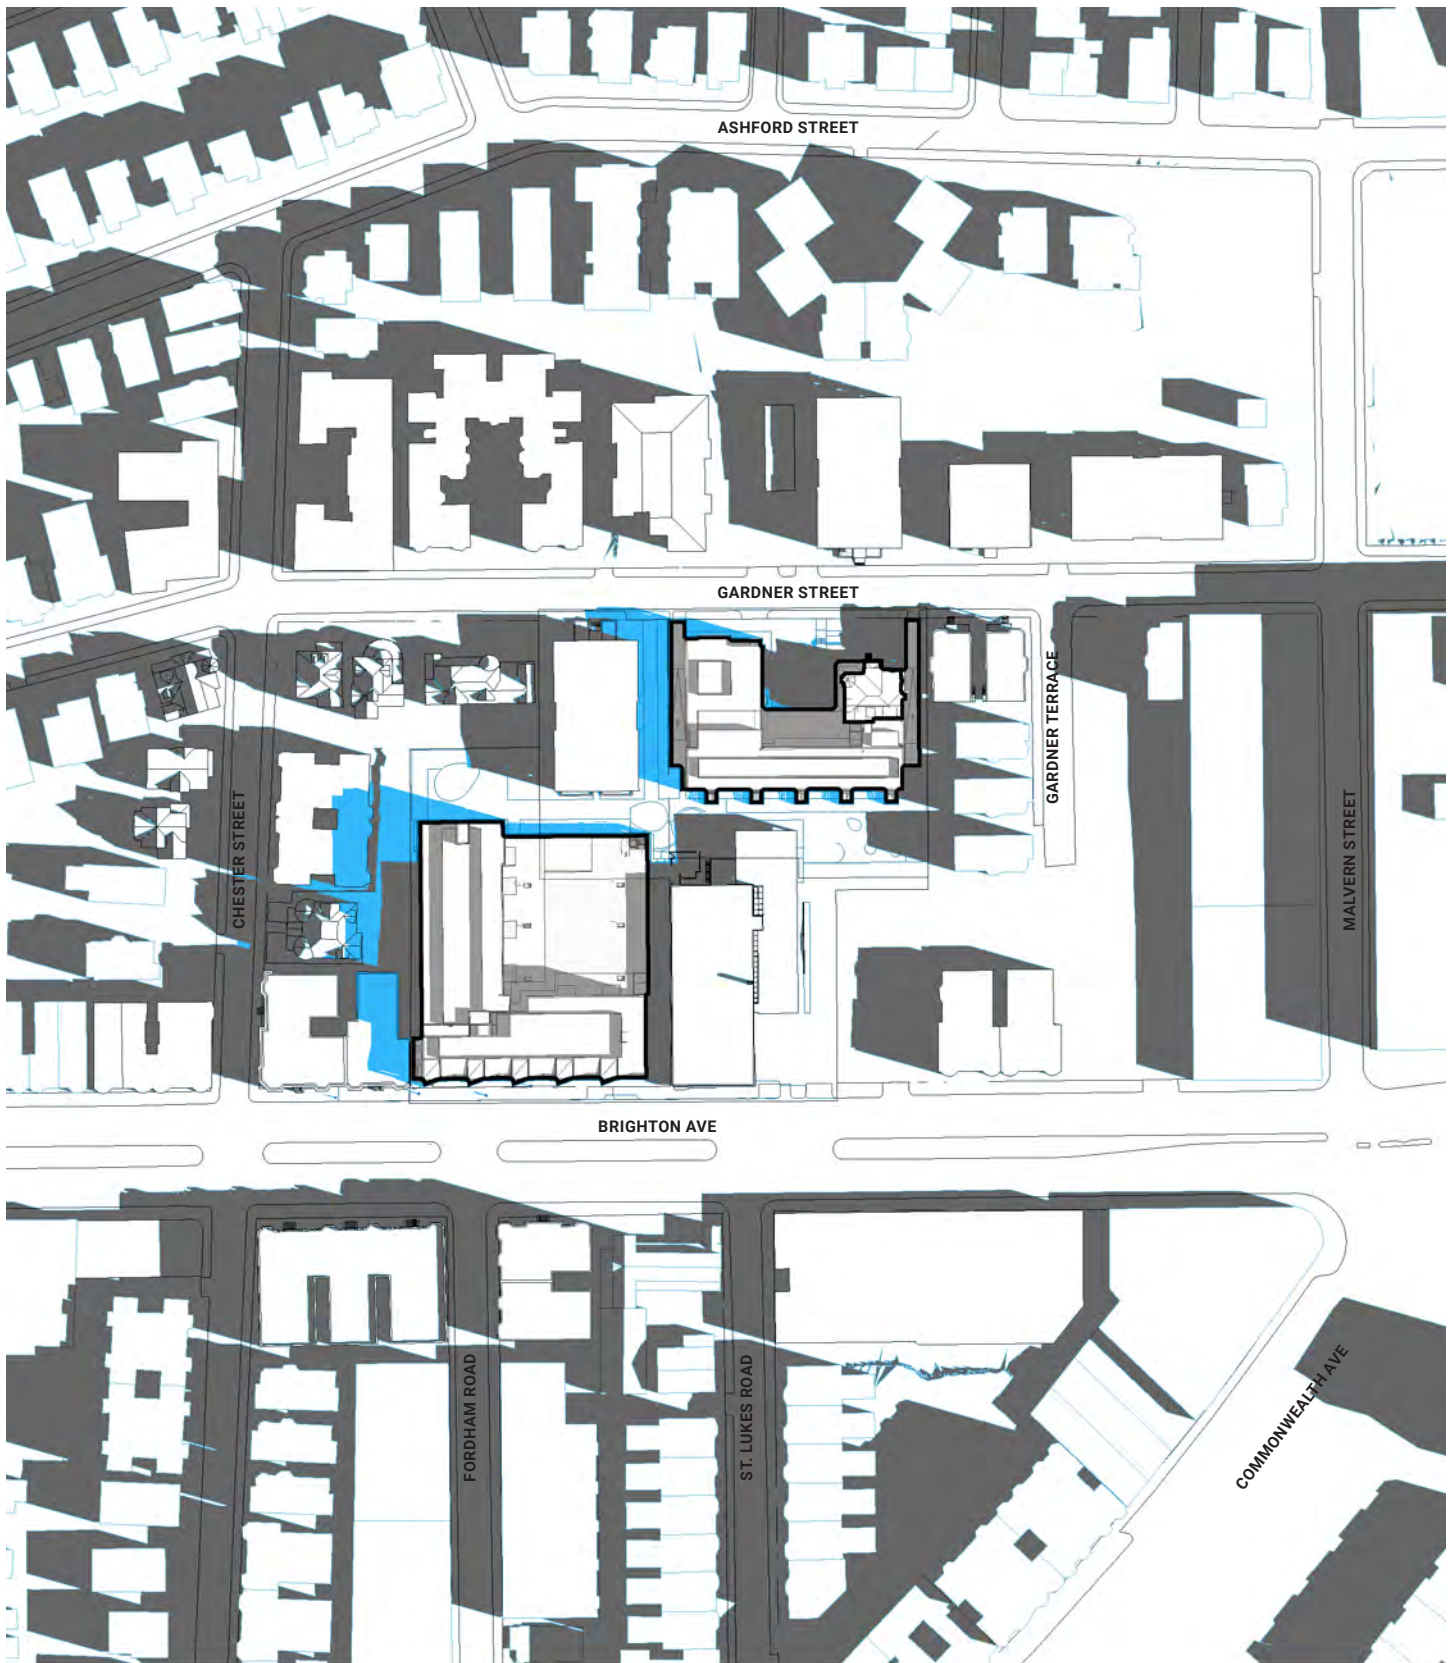 ASHFORD STREET
GARDNER STREET
GARDNER TERRACE
CHESTER STREET
MALVERN STREET
BRIGHTON AVE
FORDHAM ROAD
ST. LUKES ROAD
COMMONWEALTH AVE